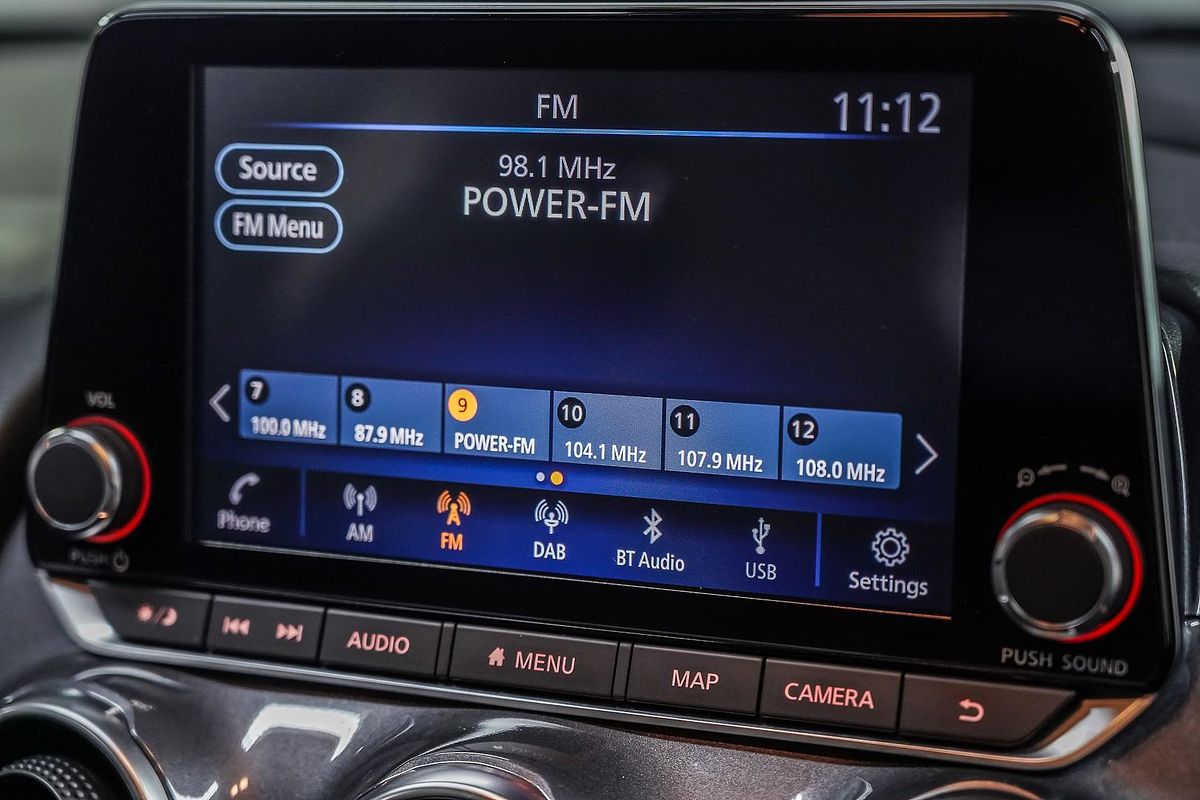 FM
11:12
Source
98.1 MHz
POWER-FM
FM Menu
7
8
9
10
11
12
100.0 MHz
87.9 MHz
POWER-FM
104.1 MHz
107.9 MHz
108.0 MHz
VOL
Phone
AM
FM
DAB
BT Audio
USB
Settings
PUSH
AUDIO
MENU
MAP
CAMERA
PUSH SOUND